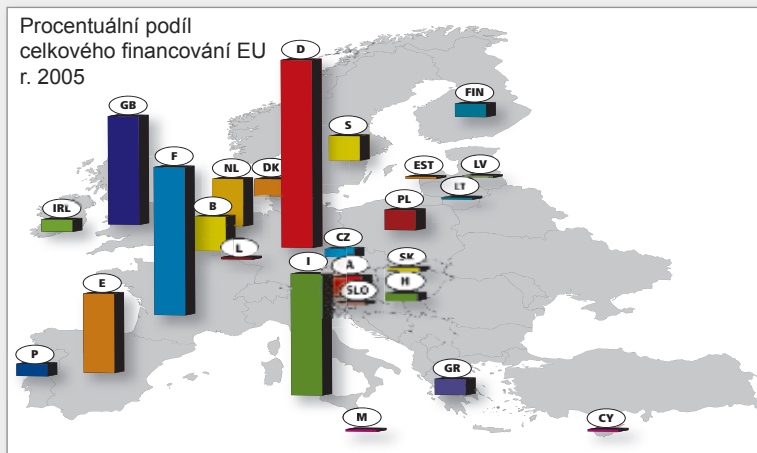 Procentuální podíl
celkového financování EU
r. 2005
D
GB
FIN
S
F
NL
DK
EST
LV
LT
IRL
B
PL
L
CZ
I
A
SK
E
SLO
H
P
GR
M
CY